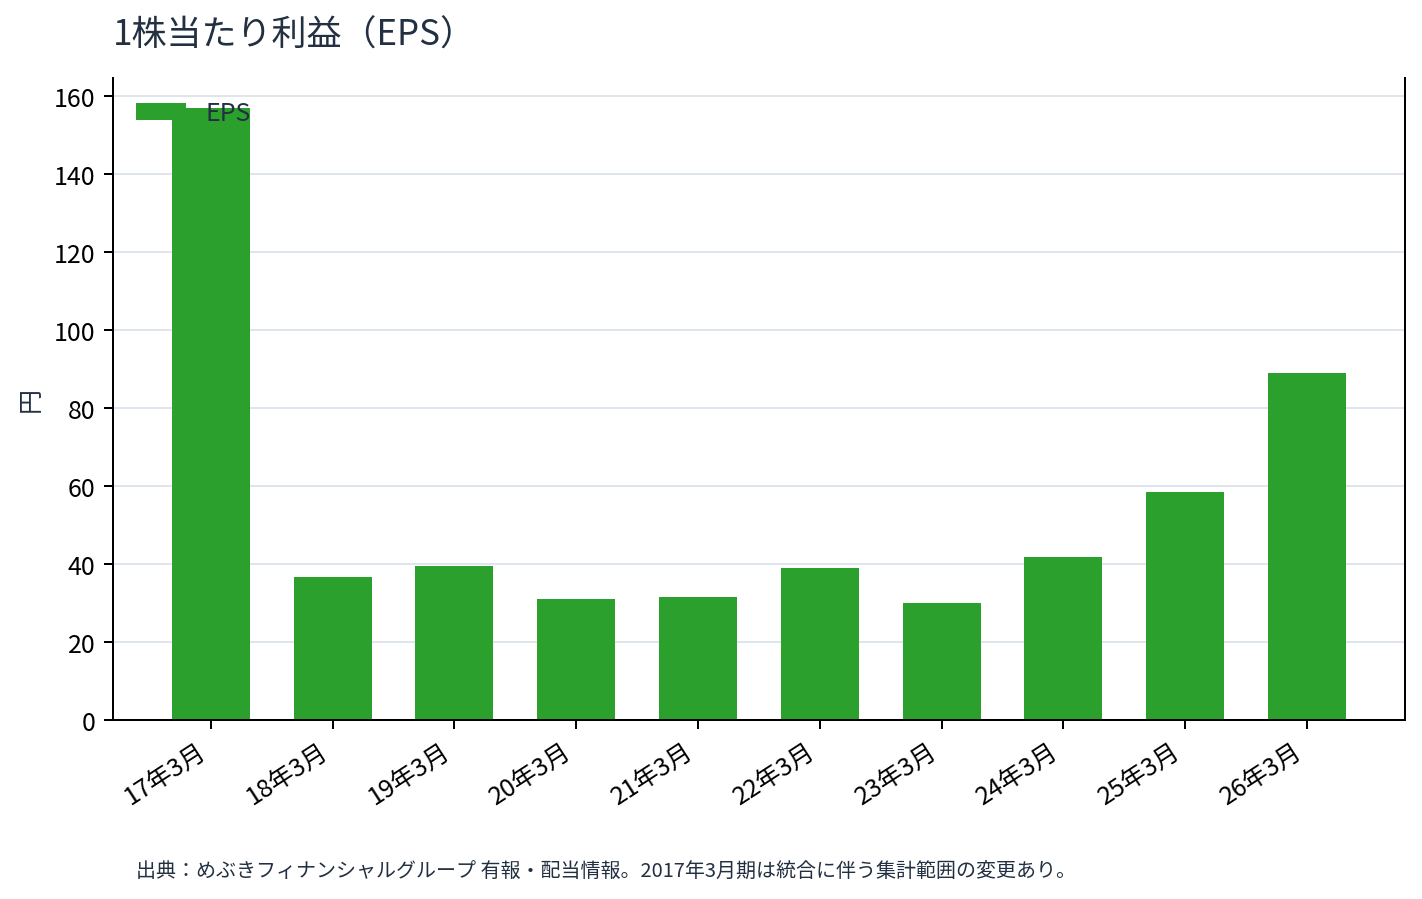 1株当たり利益（EPS）
EPS
円
160
140
120
100
80
60
40
20
0
17年3月
18年3月
19年3月
20年3月
21年3月
22年3月
23年3月
24年3月
25年3月
26年3月
出典：めぶきフィナンシャルグループ 有報・配当情報。2017年3月期は統合に伴う集計範囲の変更あり。